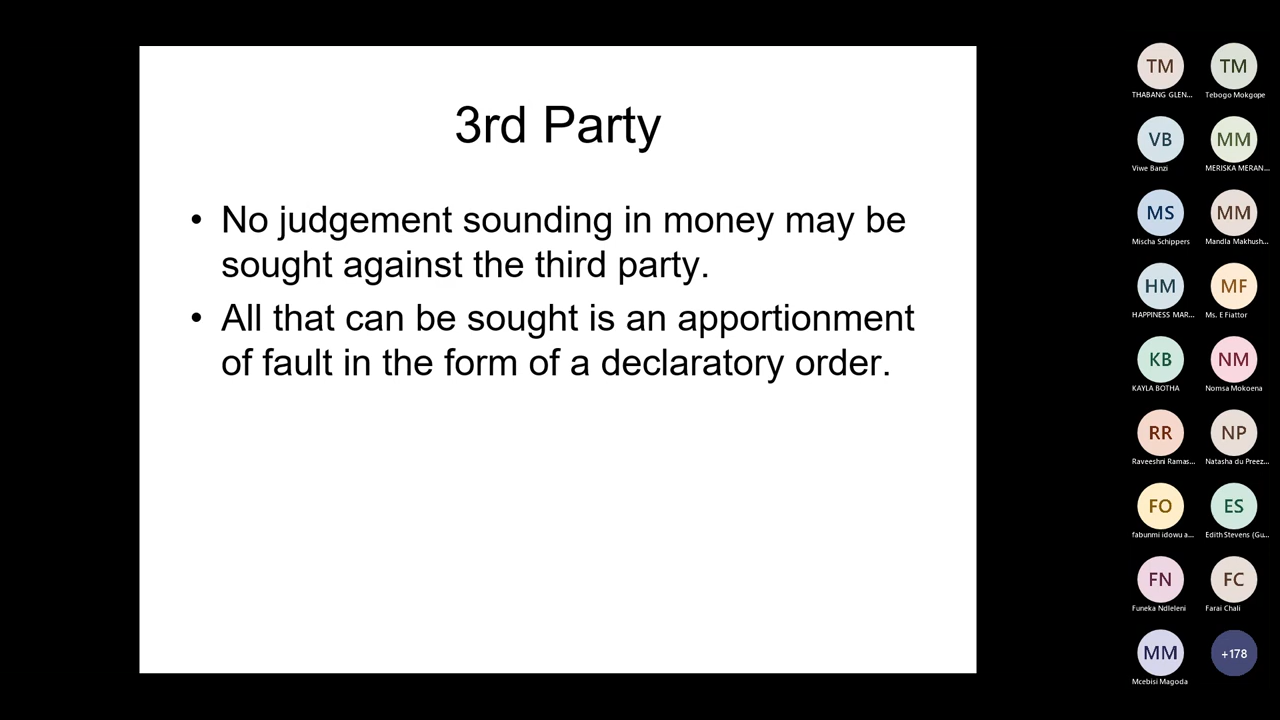 3rd Party
• No judgement sounding in money may be
sought against the third party.
• All that can be sought is an apportionment
of fault in the form of a declaratory order.
TM TM
THABANG GLEN... Tebogo Mokgope
VB MM
Viwe Banzi MERISKA MERAN...
MS MM
Mischa Schippers Mandla Makhush...
HM MF
HAPPINESS MAR... Ms. E Fiattor
KB NM
KAYLA BOTHA Nomsa Mokoena
RR NP
Raveeshni Ramas... Natasha du Preez...
FO ES
fabunmi idowu a... Edith Stevens (Gu...
FN FC
Funeka Ndleleni Farai Chali
MM +178
Mcebisi Magoda